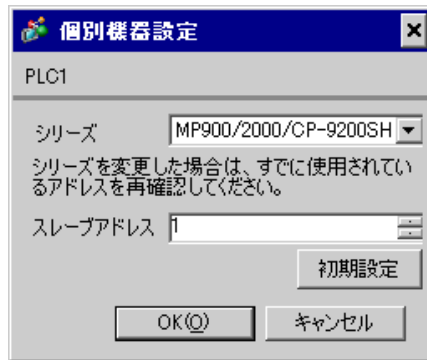 個別機器設定
PLC1
シリーズ MP900/2000/CP-9200SH
シリーズを変更した場合は、すでに使用されてい
るアドレスを再確認してください。
スレーブアドレス 1
初期設定
OK(O) キャンセル